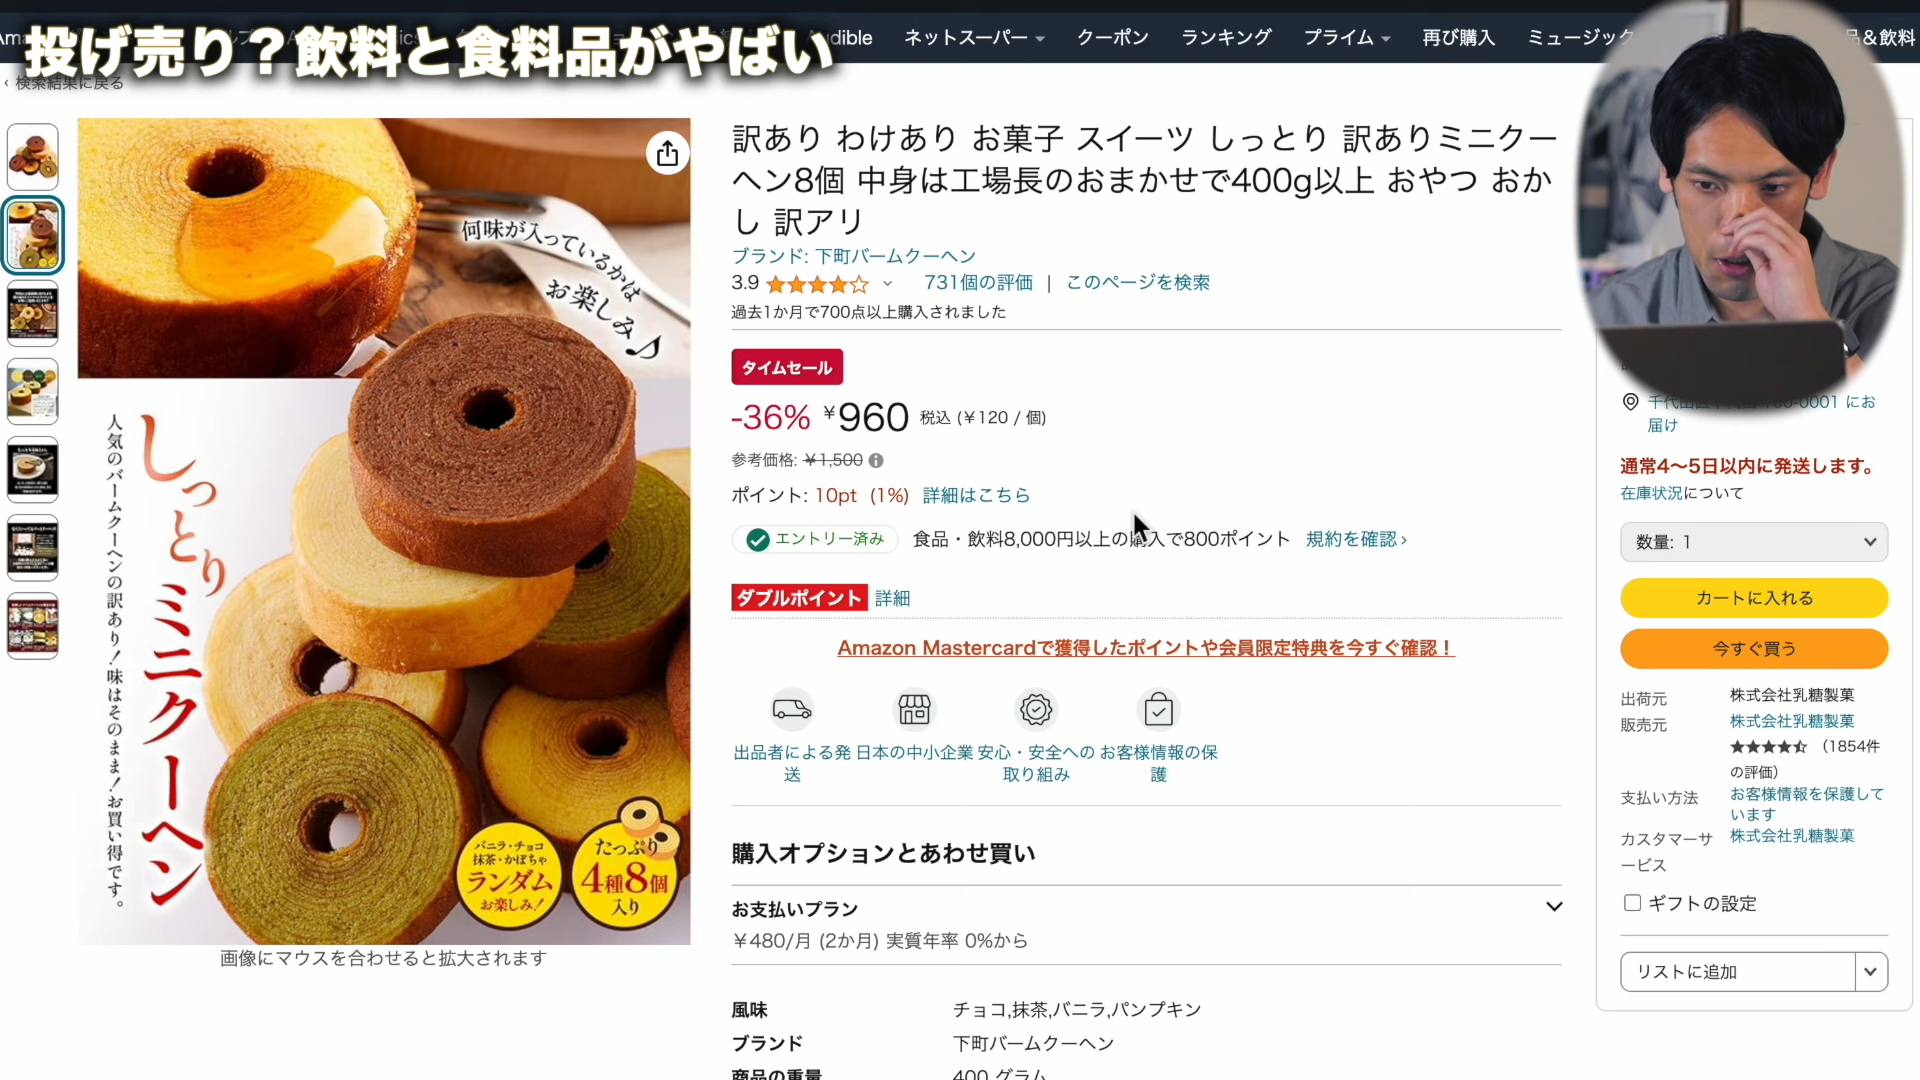 投げ売り？飲料と食料品がやばい
Audible
ネットスーパー
クーポン
ランキング
プライム
再び購入
ミュージック
品＆飲料
‹ 検索結果に戻る
何味が入っているかは
お楽しみ♪
しっとりミニクーヘン
人気のバームクーヘンの訳あり！味はそのまま！お買い得です。
バニラ・チョコ
抹茶・かぼちゃ
ランダム
お楽しみ！
たっぷり
4種8個
入り
画像にマウスを合わせると拡大されます
訳あり わけあり お菓子 スイーツ しっとり 訳ありミニクー
ヘン8個 中身は工場長のおまかせで400g以上 おやつ おか
し 訳アリ
ブランド: 下町バームクーヘン
3.9 ★★★★☆ 731個の評価 | このページを検索
過去1か月で700点以上購入されました
タイムセール
-36% ￥960 税込 (￥120 / 個)
参考価格: ￥1,500
ポイント: 10pt (1%) 詳細はこちら
エントリー済み 食品・飲料8,000円以上の購入で800ポイント 規約を確認 ›
ダブルポイント 詳細
Amazon Mastercardで獲得したポイントや会員限定特典を今すぐ確認！
出品者による発送
日本の中小企業
安心・安全への取り組み
お客様情報の保護
購入オプションとあわせ買い
お支払いプラン
￥480/月 (2か月) 実質年率 0%から
風味 チョコ,抹茶,バニラ,パンプキン
ブランド 下町バームクーヘン
商品の重量 400 グラム
にお
届け
通常4～5日以内に発送します。
在庫状況について
数量: 1
カートに入れる
今すぐ買う
出荷元 株式会社乳糖製菓
販売元 株式会社乳糖製菓
★★★★ （1854件
の評価）
支払い方法 お客様情報を保護して
います
カスタマーサ 株式会社乳糖製菓
ービス
ギフトの設定
リストに追加